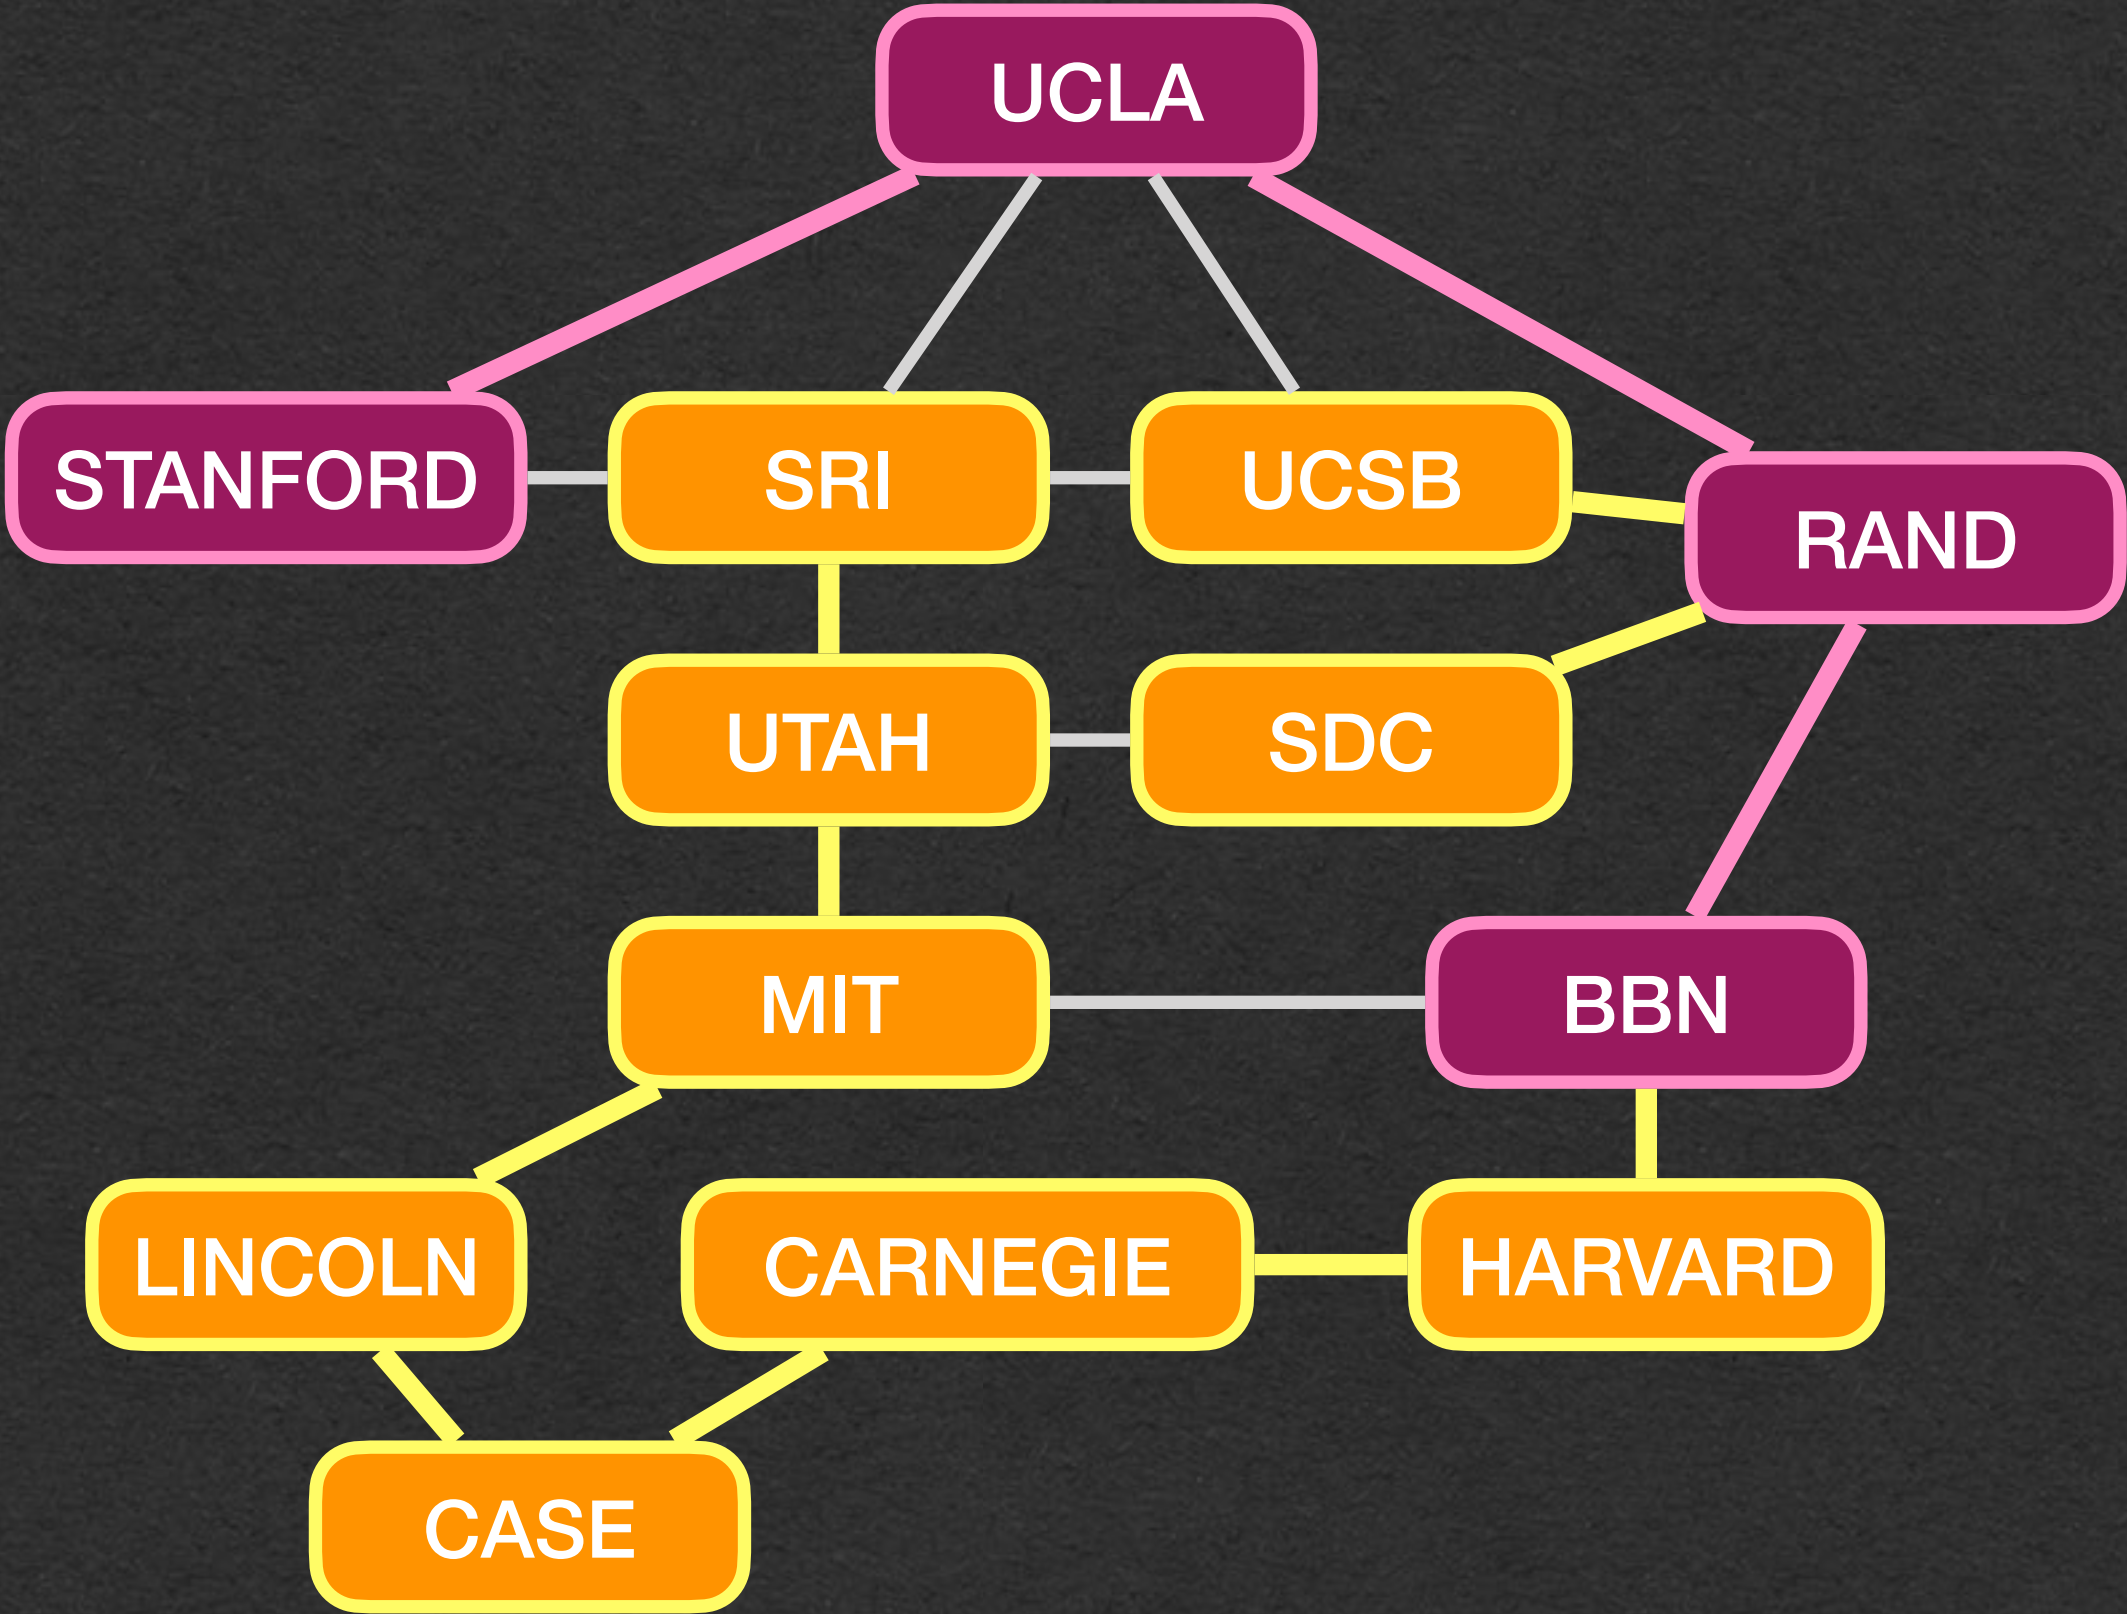 UCLA
STANFORD
SRI
UCSB
RAND
UTAH
SDC
MIT
BBN
LINCOLN
CARNEGIE
HARVARD
CASE